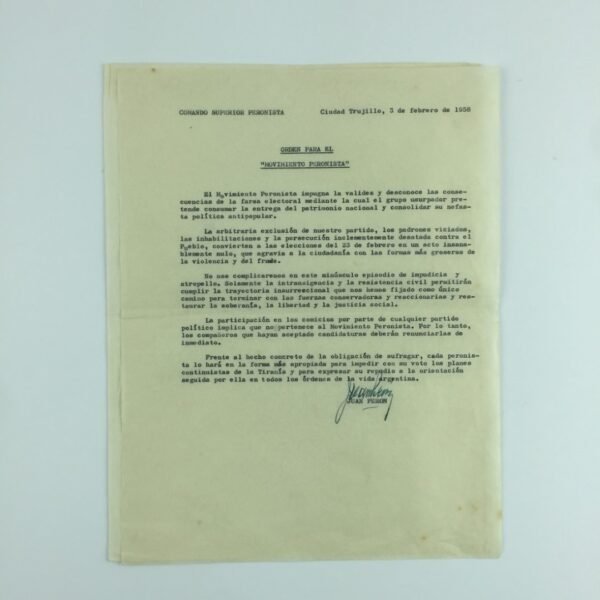 COMANDO SUPERIOR PERONISTA Ciudad Trujillo, 3 de febrero de 1958
ORDEN PARA EL
"MOVIMIENTO PERONISTA"
El Movimiento Peronista impugna la validez y desconoce las conse-
cuencias de la farsa electoral mediante la cual el grupo usurpador pre-
tende consumar la entrega del patrimonio nacional y consolidar su nefas-
ta política antipopular.
La arbitraria exclusión de nuestro partido, los padrones viciados,
las inhabilitaciones y la persecución inclementemente desatada contra el
Pueblo, convierten a las elecciones del 23 de febrero en un acto insana-
blemente nulo, que agravia a la ciudadanía con las formas más groseras de
la violencia y del fraude.
No nos complicaremos en este minúsculo episodio de impudicia y
atropello. Solamente la intransigencia y la resistencia civil permitirán
cumplir la trayectoria insurreccional que nos hemos fijado como único
camino para terminar con las fuerzas conservadoras y reaccionarias y res-
taurar la soberanía, la libertad y la justicia social.
La participación en los comicios por parte de cualquier partido
político implica que no pertenece al Movimiento Peronista. Por lo tanto,
los compañeros que hayan aceptado candidaturas deberán renunciarlas de
inmediato.
Frente al hecho concreto de la obligación de sufragar, cada peronis-
ta lo hará en la forma más apropiada para impedir con su voto los planes
continuistas de la Tiranía y para expresar su repudio a la orientación
seguida por ella en todos los órdenes de la vida argentina.
JUAN PERON